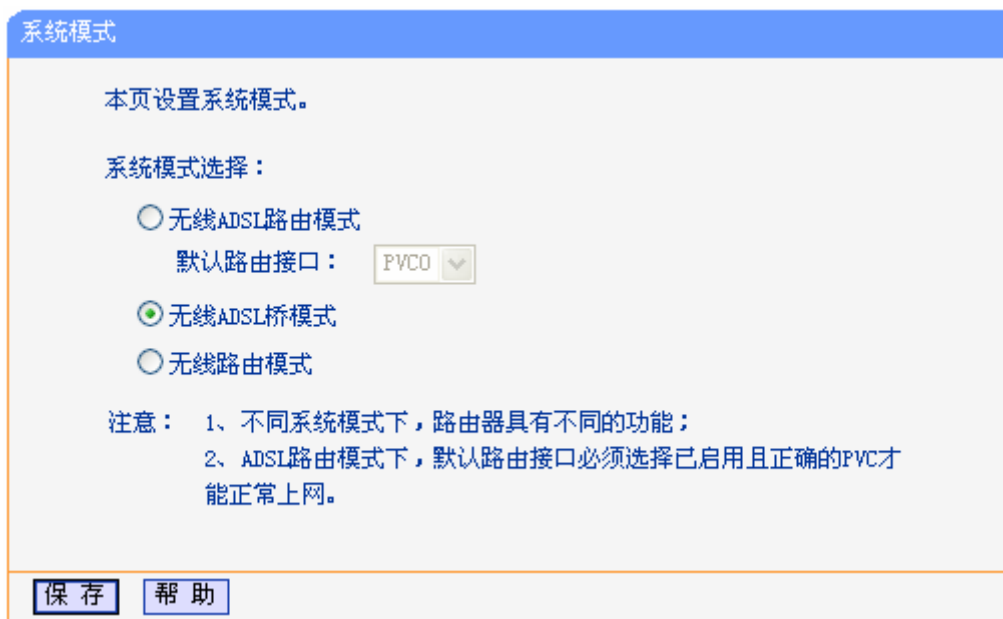 系统模式
本页设置系统模式。
系统模式选择：
无线ADSL路由模式
默认路由接口： PVC0
无线ADSL桥模式
无线路由模式
注意： 1、不同系统模式下，路由器具有不同的功能；
2、ADSL路由模式下，默认路由接口必须选择已启用且正确的PVC才
能正常上网。
保 存 帮 助